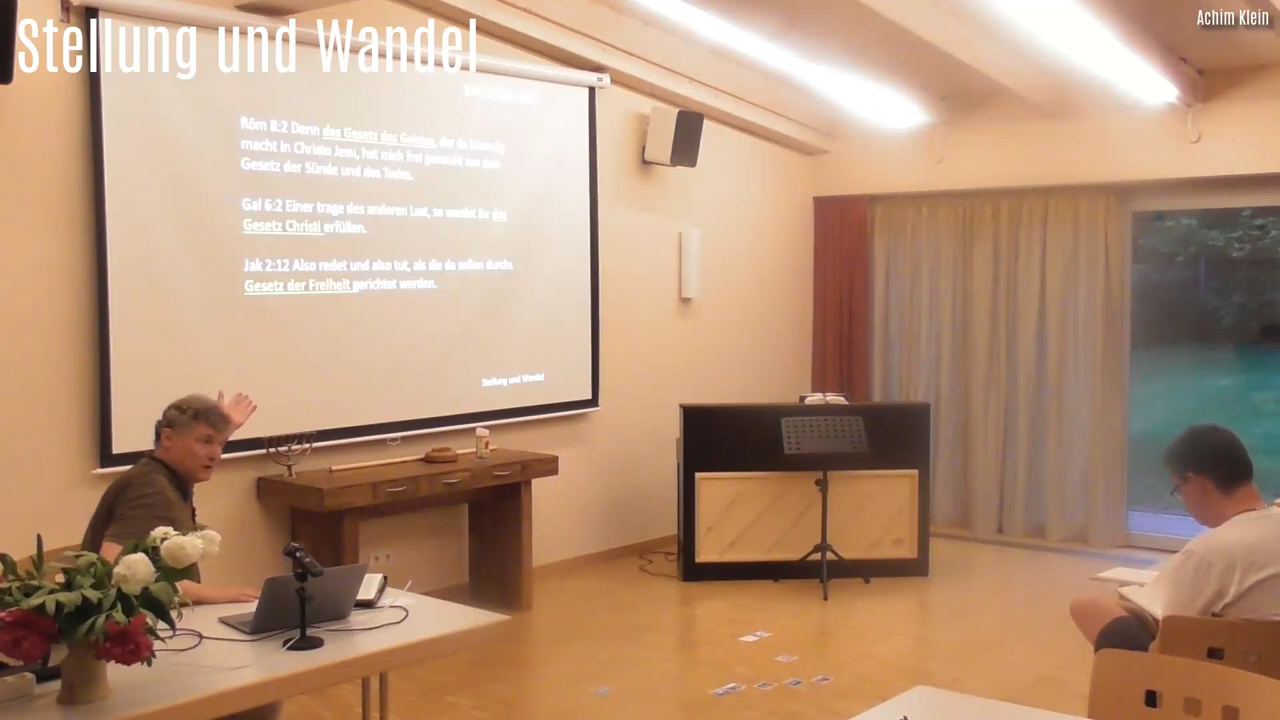 Stellung und Wandel
Achim Klein
Röm 8:2 Denn das Gesetz des Geistes, der da lebendig
macht in Christo Jesu, hat mich frei gemacht von dem
Gesetz der Sünde und des Todes.
Gal 6:2 Einer trage des anderen Last, so werdet ihr das
Gesetz Christi erfüllen.
Jak 2:12 Also redet und also tut, als die da sollen durchs
Gesetz der Freiheit gerichtet werden.
Stellung und Wandel